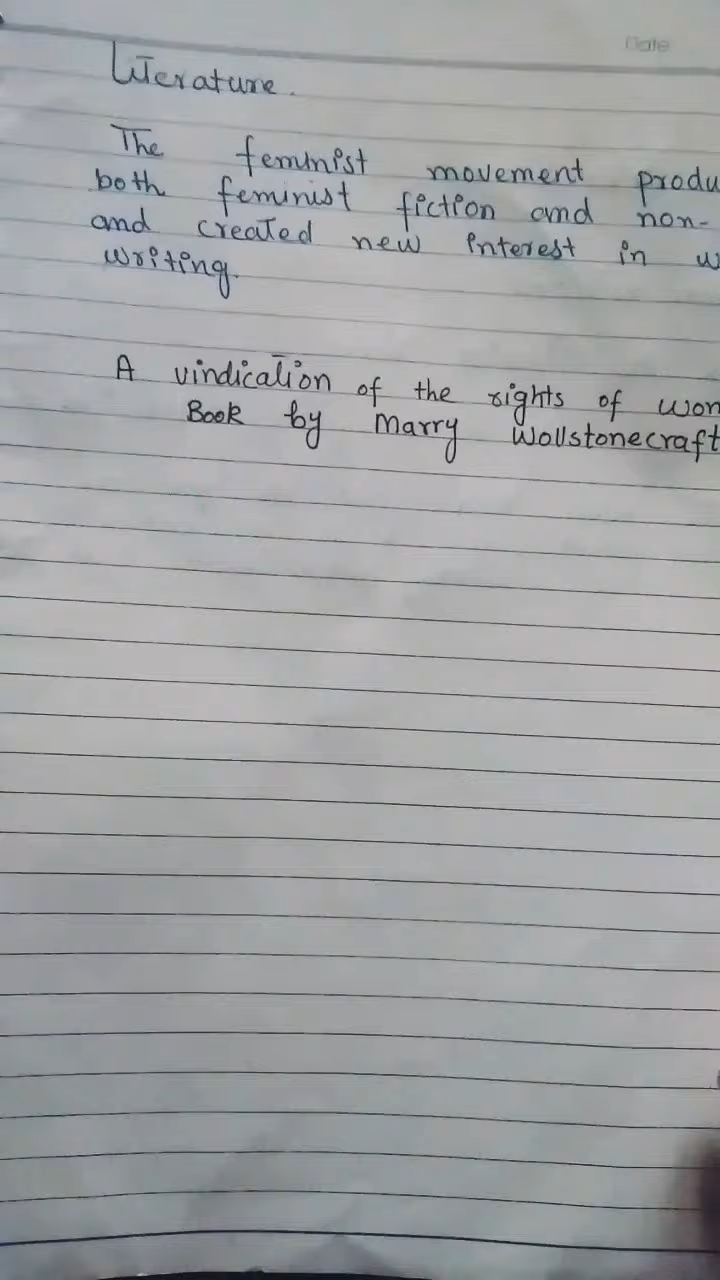 Date
Literature.
The feminist movement produ
both feminist fiction and non-
and created new interest in w
writing.
A vindication of the rights of wom
Book by Marry Wollstonecraft